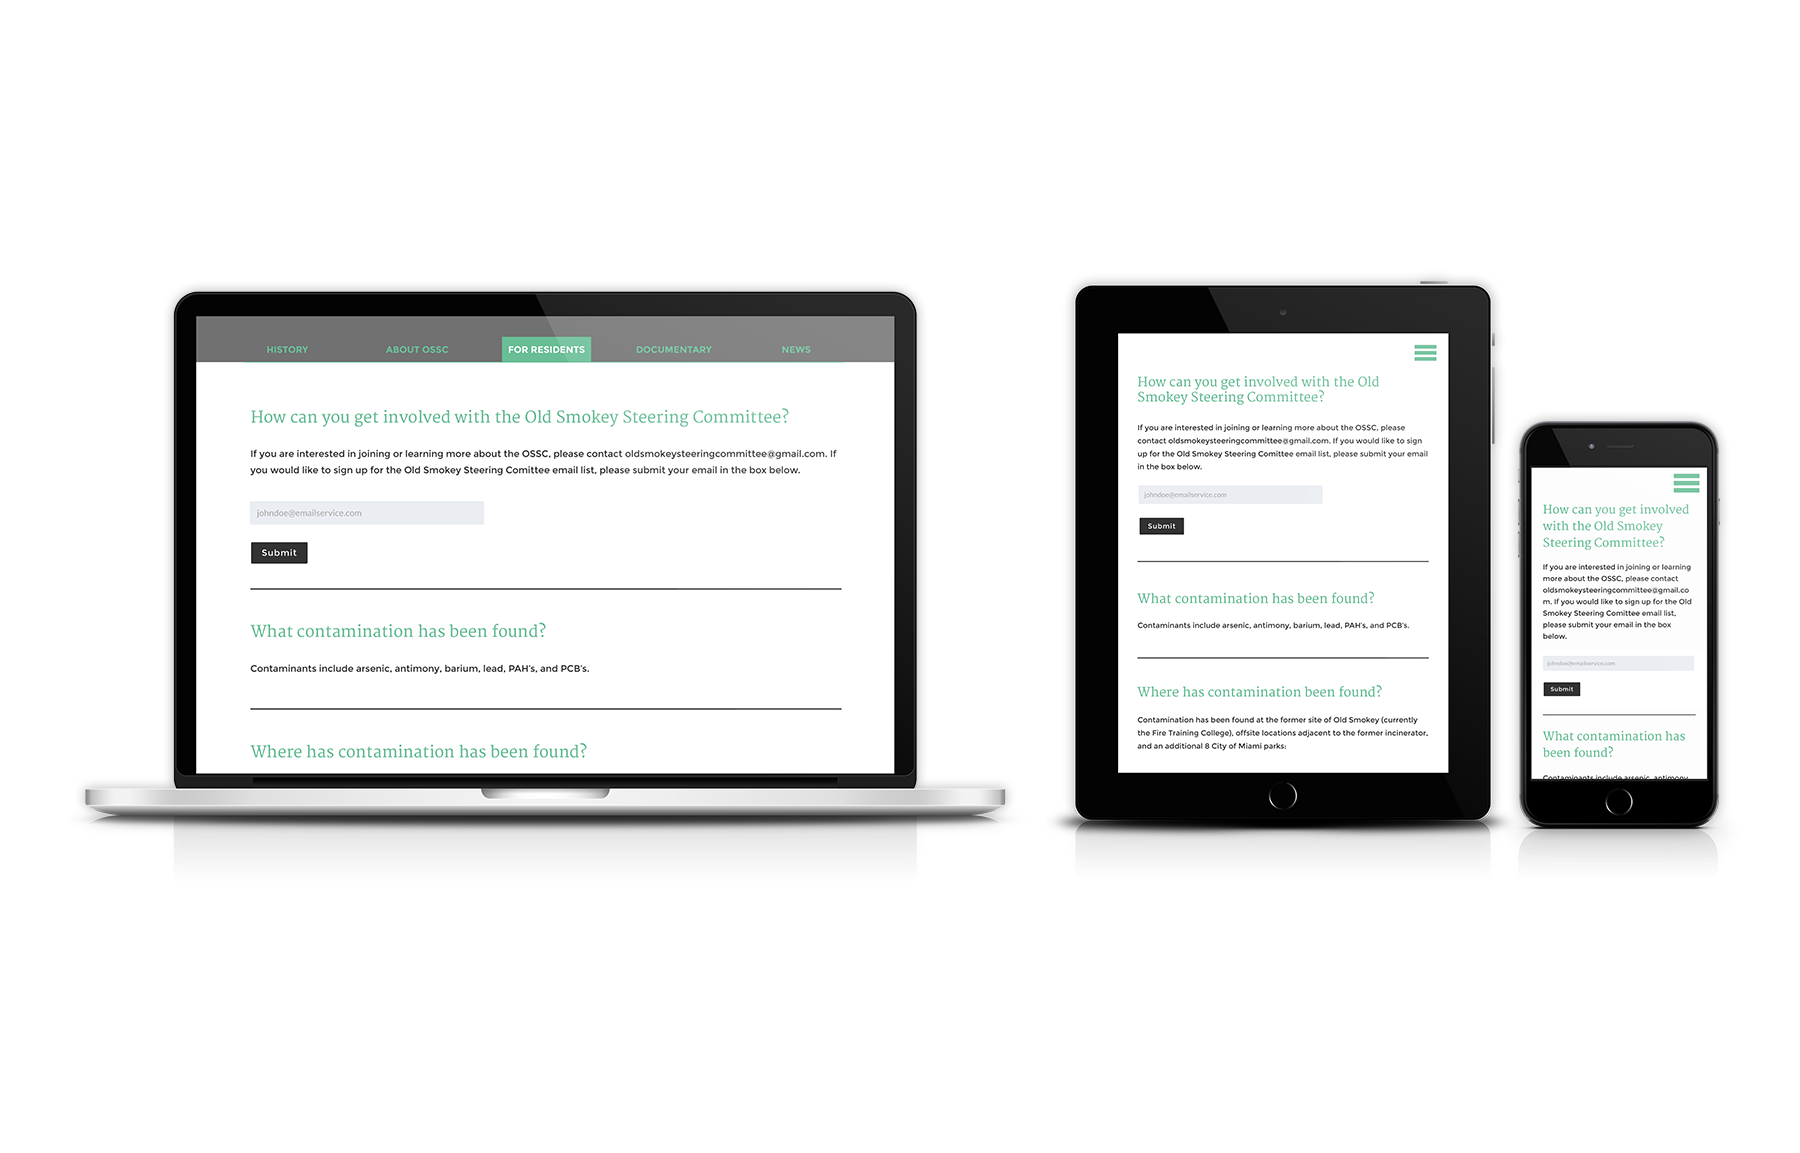 HISTORY ABOUT OSSC FOR RESIDENTS DOCUMENTARY NEWS
How can you get involved with the Old Smokey Steering Committee?
If you are interested in joining or learning more about the OSSC, please contact oldsmokeysteeringcommittee@gmail.com. If
you would like to sign up for the Old Smokey Steering Comittee email list, please submit your email in the box below.
johndoe@emailservice.com
Submit
What contamination has been found?
Contaminants include arsenic, antimony, barium, lead, PAH's, and PCB's.
Where has contamination has been found?
How can you get involved with the Old
Smokey Steering Committee?
If you are interested in joining or learning more about the OSSC, please
contact oldsmokeysteeringcommittee@gmail.com. If you would like to sign
up for the Old Smokey Steering Comittee email list, please submit your email
in the box below.
johndoe@emailservice.com
Submit
What contamination has been found?
Contaminants include arsenic, antimony, barium, lead, PAH's, and PCB's.
Where has contamination been found?
Contamination has been found at the former site of Old Smokey (currently
the Fire Training College), offsite locations adjacent to the former incinerator,
and an additional 8 City of Miami parks:
How can you get involved
with the Old Smokey
Steering Committee?
If you are interested in joining or learning
more about the OSSC, please contact
oldsmokeysteeringcommittee@gmail.co
m. If you would like to sign up for the Old
Smokey Steering Comittee email list,
please submit your email in the box
below.
johndoe@emailservice.com
Submit
What contamination has
been found?
Contaminants include arsenic, antimony,